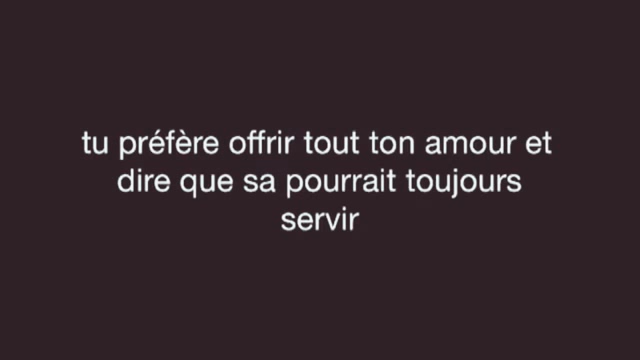 tu préfère offrir tout ton amour et
dire que sa pourrait toujours
servir